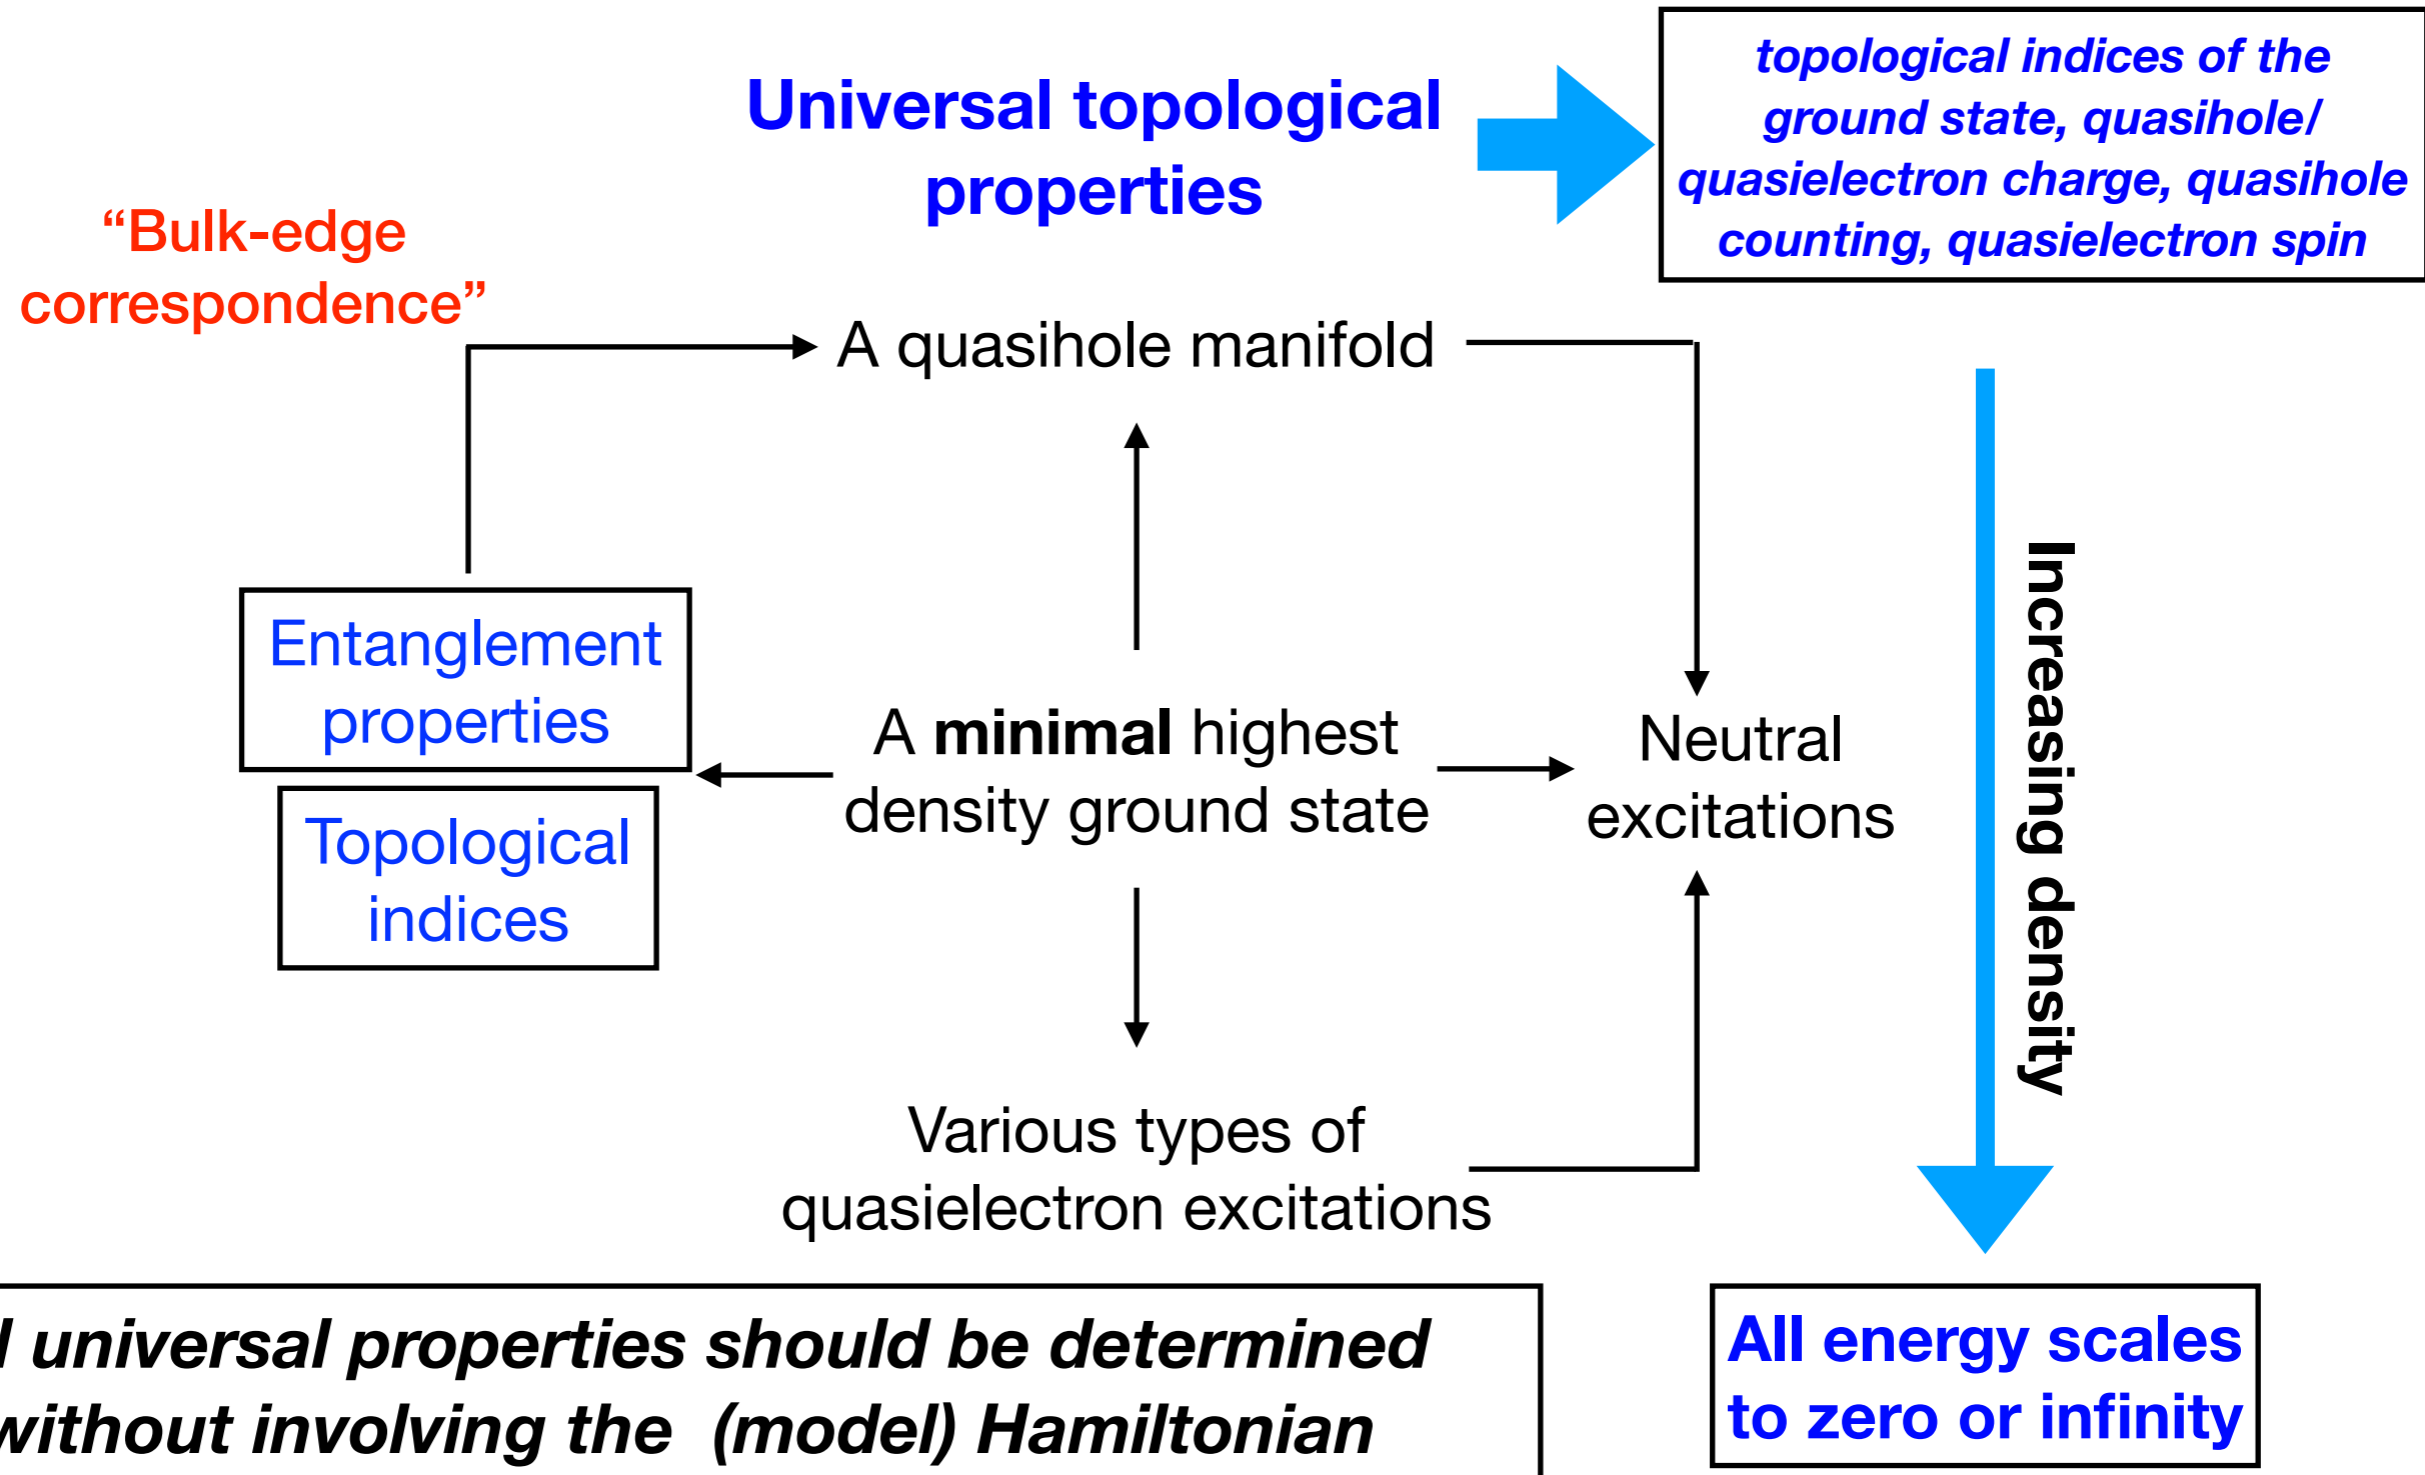 Universal topological
properties
topological indices of the
ground state, quasihole/
quasielectron charge, quasihole
counting, quasielectron spin
“Bulk-edge
correspondence”
A quasihole manifold
Entanglement
properties
Topological
indices
A minimal highest
density ground state
Neutral
excitations
Increasing density
Various types of
quasielectron excitations
universal properties should be determined
without involving the  (model) Hamiltonian
All energy scales
to zero or infinity